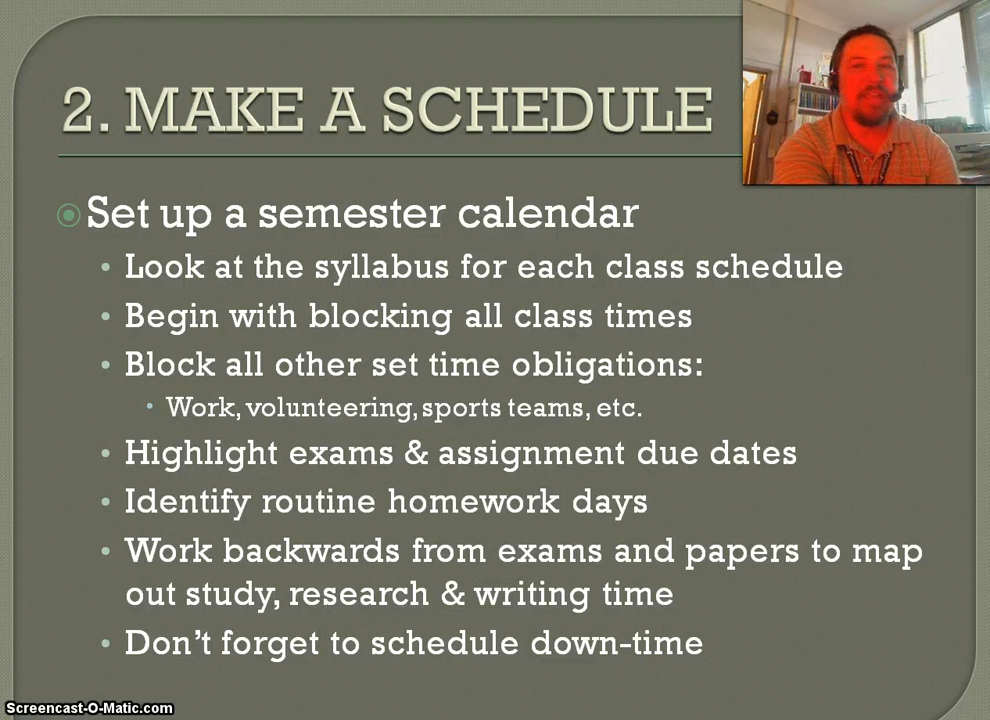 2. MAKE A SCHEDULE
Set up a semester calendar
Look at the syllabus for each class schedule
Begin with blocking all class times
Block all other set time obligations:
Work, volunteering, sports teams, etc.
Highlight exams & assignment due dates
Identify routine homework days
Work backwards from exams and papers to map
out study, research & writing time
Don't forget to schedule down-time
Screencast-O-Matic.com